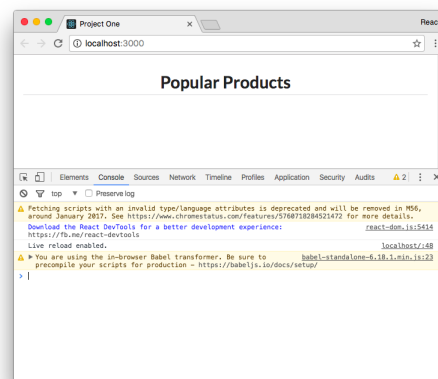 Project One
Reac
localhost:3000
Popular Products
Elements Console Sources Network Timeline Profiles Application Security Audits 2
top Preserve log
Fetching scripts with an invalid type/language attributes is deprecated and will be removed in M56,
around January 2017. See https://www.chromestatus.com/features/5760718284521472 for more details.
Download the React DevTools for a better development experience: react-dom.js:5414
https://fb.me/react-devtools
Live reload enabled. localhost/:48
You are using the in-browser Babel transformer. Be sure to babel-standalone-6.18.1.min.js:23
precompile your scripts for production - https://babeljs.io/docs/setup/